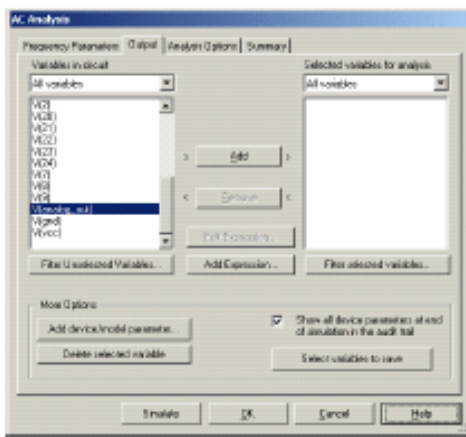 AC Analysis
Frequency Parameters Output Analysis Options Summary
Variables in circuit
Selected variables for analysis
All variables
All variables
V(2)
V(20)
V(21)
V(22)
V(23)
V(24)
V(7)
V(8)
V(9)
V(analog_out)
V(gnd)
V(vcc)
> Add >
< Remove <
Edit Expression...
Filter Unselected Variables...
Add Expression...
Filter selected variables...
More Options
Add device/model parameter...
Delete selected variable
Show all device parameters at end
of simulation in the audit trail
Select variables to save
Simulate OK Cancel Help